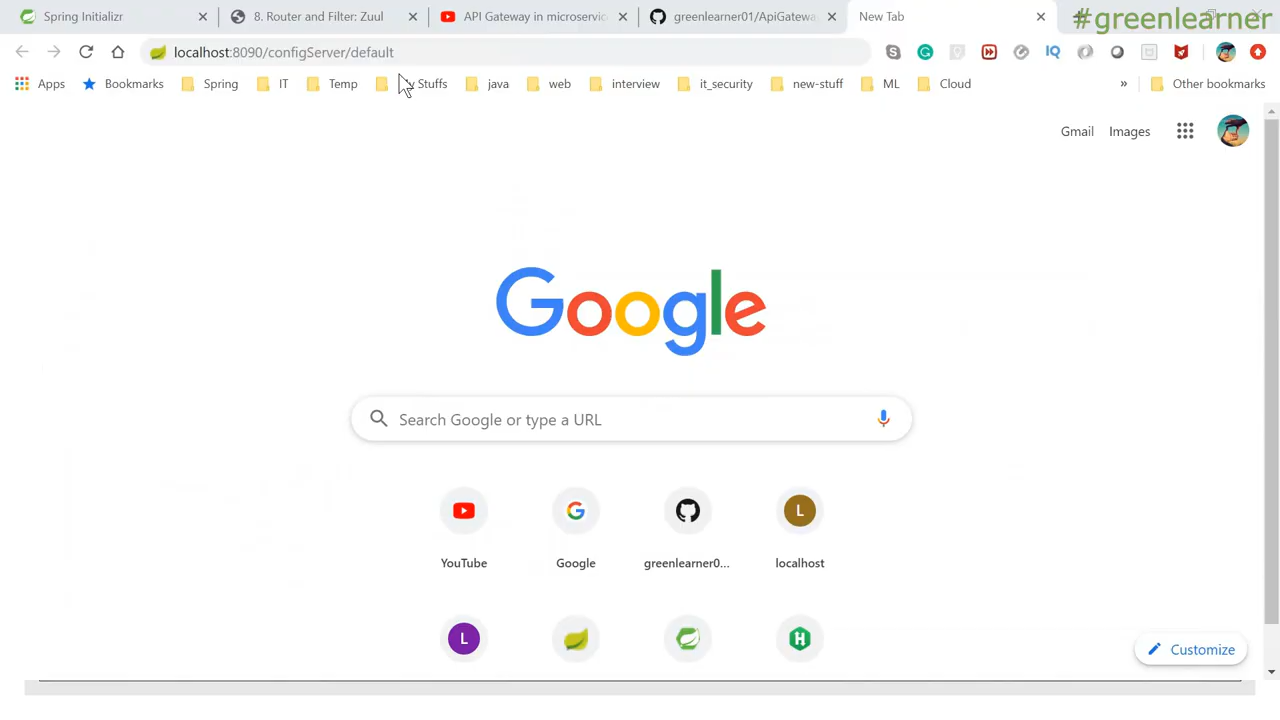 Spring Initializr
8. Router and Filter: Zuul
API Gateway in microservic
greenlearner01/ApiGatewa
New Tab
#greenlearner
localhost:8090/configServer/default
IQ
Apps
Bookmarks
Spring
IT
Temp
Stuffs
java
web
interview
it_security
new-stuff
ML
Cloud
»
Other bookmarks
Gmail
Images
Google
Search Google or type a URL
L
YouTube
Google
greenlearner0...
localhost
L
H
Customize